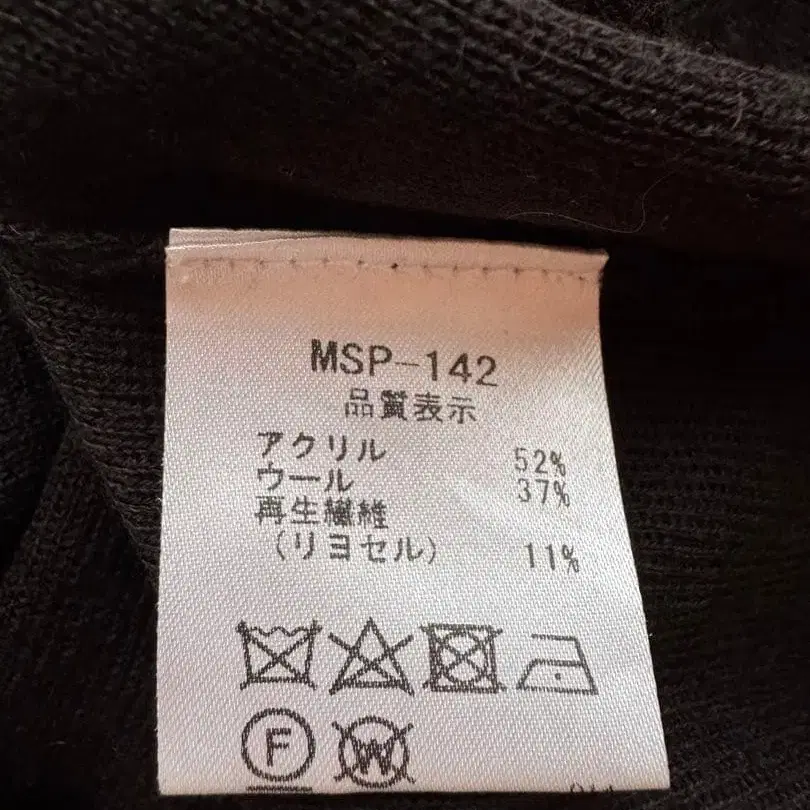 MSP-142
品質表示
アクリル 52%
ウール 37%
再生繊維
(リヨセル) 11%
F W